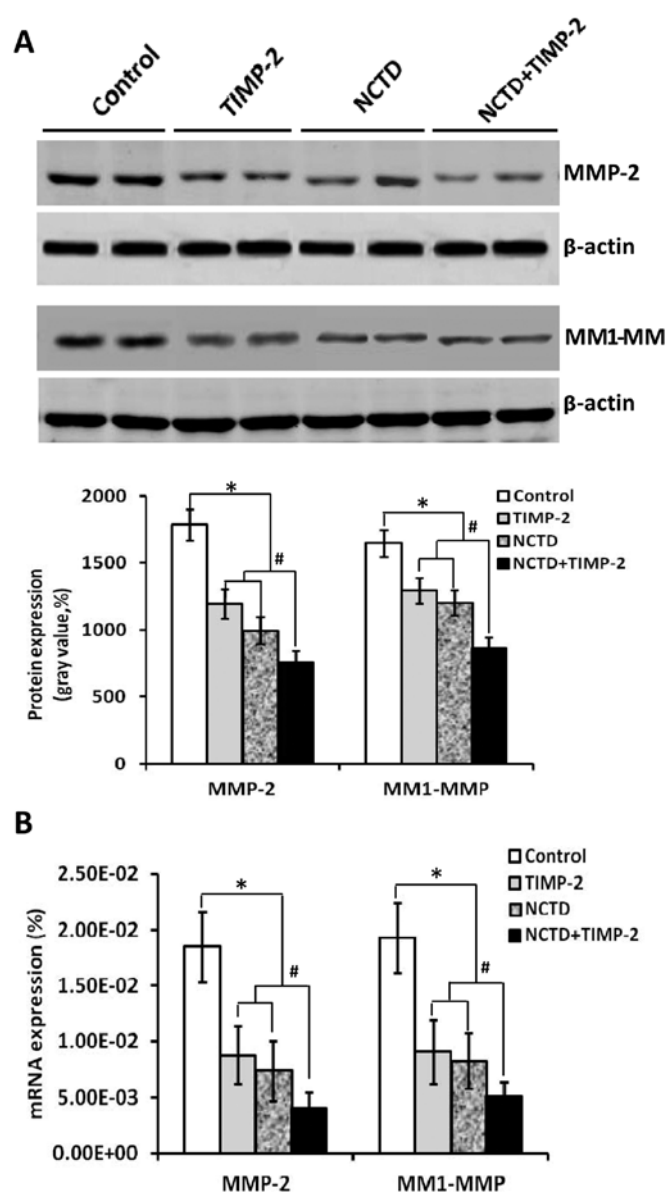 A
Control
TIMP-2
NCTD
NCTD+TIMP-2
MMP-2
β-actin
MM1-MM
β-actin
Protein expression
(gray value,%)
2000
1500
1000
500
0
*
#
*
#
Control
TIMP-2
NCTD
NCTD+TIMP-2
MMP-2
MM1-MMP
B
mRNA expression (%)
2.50E-02
2.00E-02
1.50E-02
1.00E-02
5.00E-03
0.00E+00
*
#
*
#
Control
TIMP-2
NCTD
NCTD+TIMP-2
MMP-2
MM1-MMP